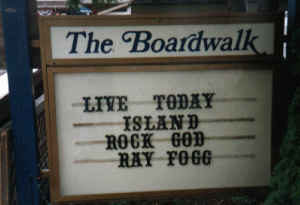 The Boardwalk
LIVE TODAY
ISLAND
ROCK GOD
RAY FOGG